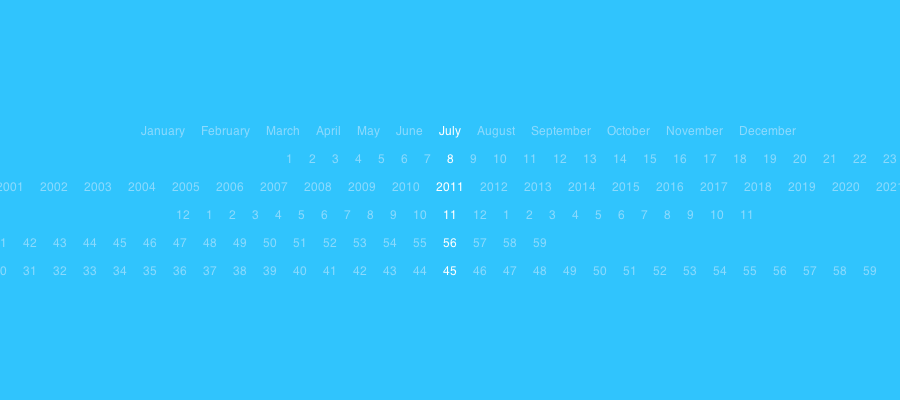 January February March April May June July August September October November December
1 2 3 4 5 6 7 8 9 10 11 12 13 14 15 16 17 18 19 20 21 22 23
2001 2002 2003 2004 2005 2006 2007 2008 2009 2010 2011 2012 2013 2014 2015 2016 2017 2018 2019 2020 2021
12 1 2 3 4 5 6 7 8 9 10 11 12 1 2 3 4 5 6 7 8 9 10 11
42 43 44 45 46 47 48 49 50 51 52 53 54 55 56 57 58 59
31 32 33 34 35 36 37 38 39 40 41 42 43 44 45 46 47 48 49 50 51 52 53 54 55 56 57 58 59